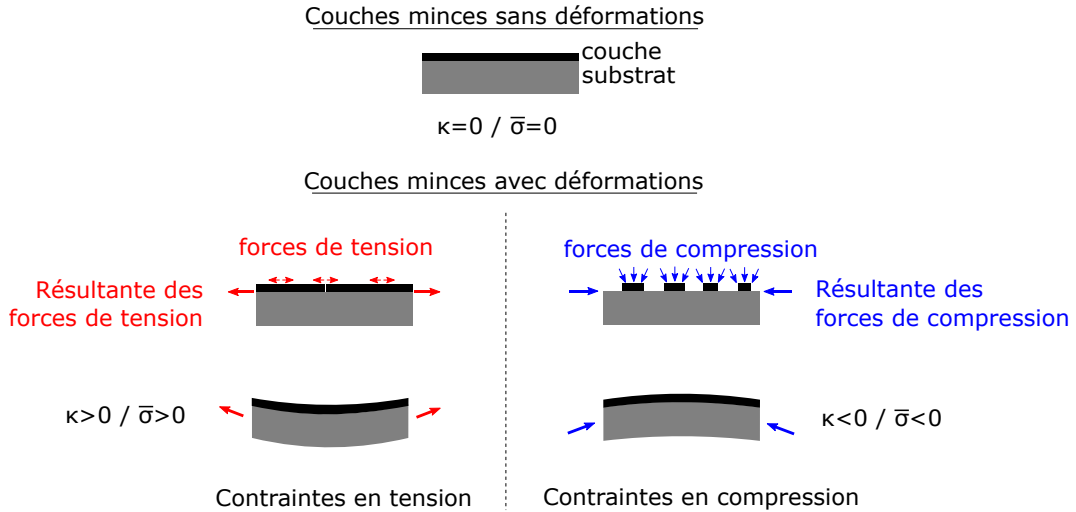 Couches minces sans déformations
couche
substrat
κ=0 / σ̅=0
Couches minces avec déformations
forces de tension
Résultante des
forces de tension
κ>0 / σ̅>0
Contraintes en tension
forces de compression
Résultante des
forces de compression
κ<0 / σ̅<0
Contraintes en compression